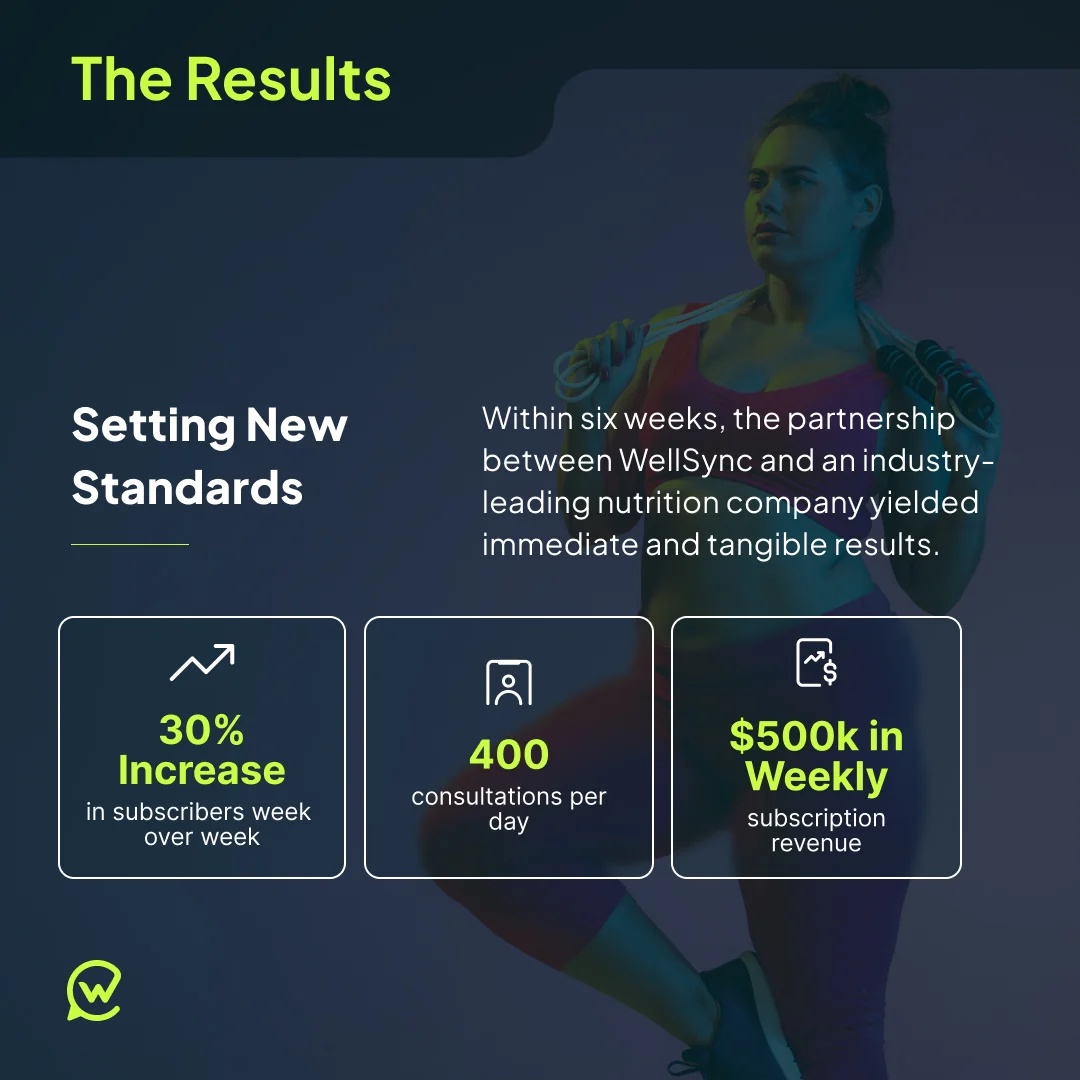 The Results
Setting New
Standards
Within six weeks, the partnership
between WellSync and an industry-
leading nutrition company yielded
immediate and tangible results.
30%
Increase
in subscribers week
over week
400
consultations per
day
$500k in
Weekly
subscription
revenue